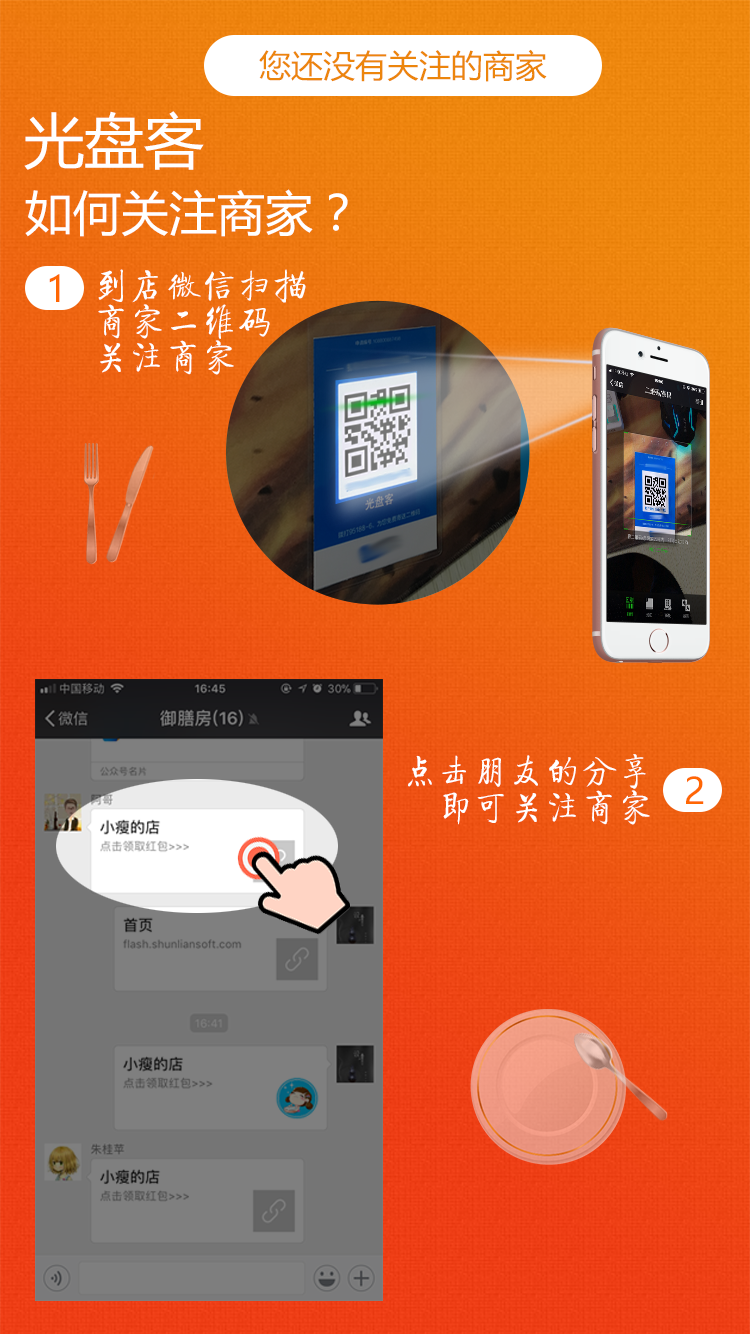 您还没有关注的商家
光盘客
如何关注商家？
1
到店微信扫描
商家二维码
关注商家
光盘客
中国移动
16:45
30%
微信
御膳房(16)
公众号名片
阿哥
小瘦的店
点击领取红包>>>
点击朋友的分享
即可关注商家
2
首页
flash.shunliansoft.com
16:41
小瘦的店
点击领取红包>>>
朱桂苹
小瘦的店
点击领取红包>>>